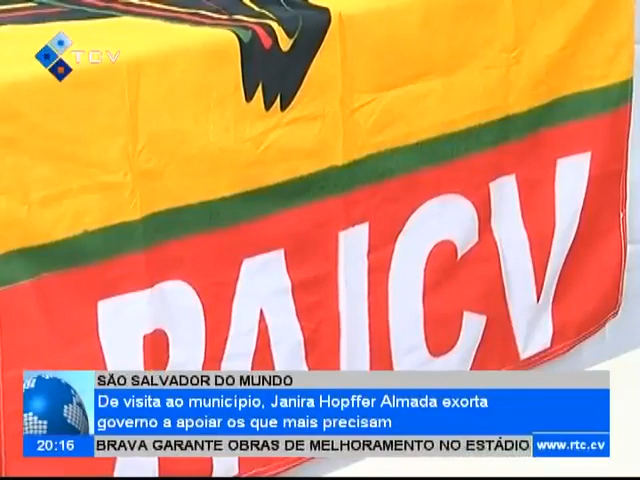 TCV
PAICV
SÃO SALVADOR DO MUNDO
De visita ao município, Janira Hopffer Almada exorta
governo a apoiar os que mais precisam
20:16
BRAVA GARANTE OBRAS DE MELHORAMENTO NO ESTÁDIO
www.rtc.cv